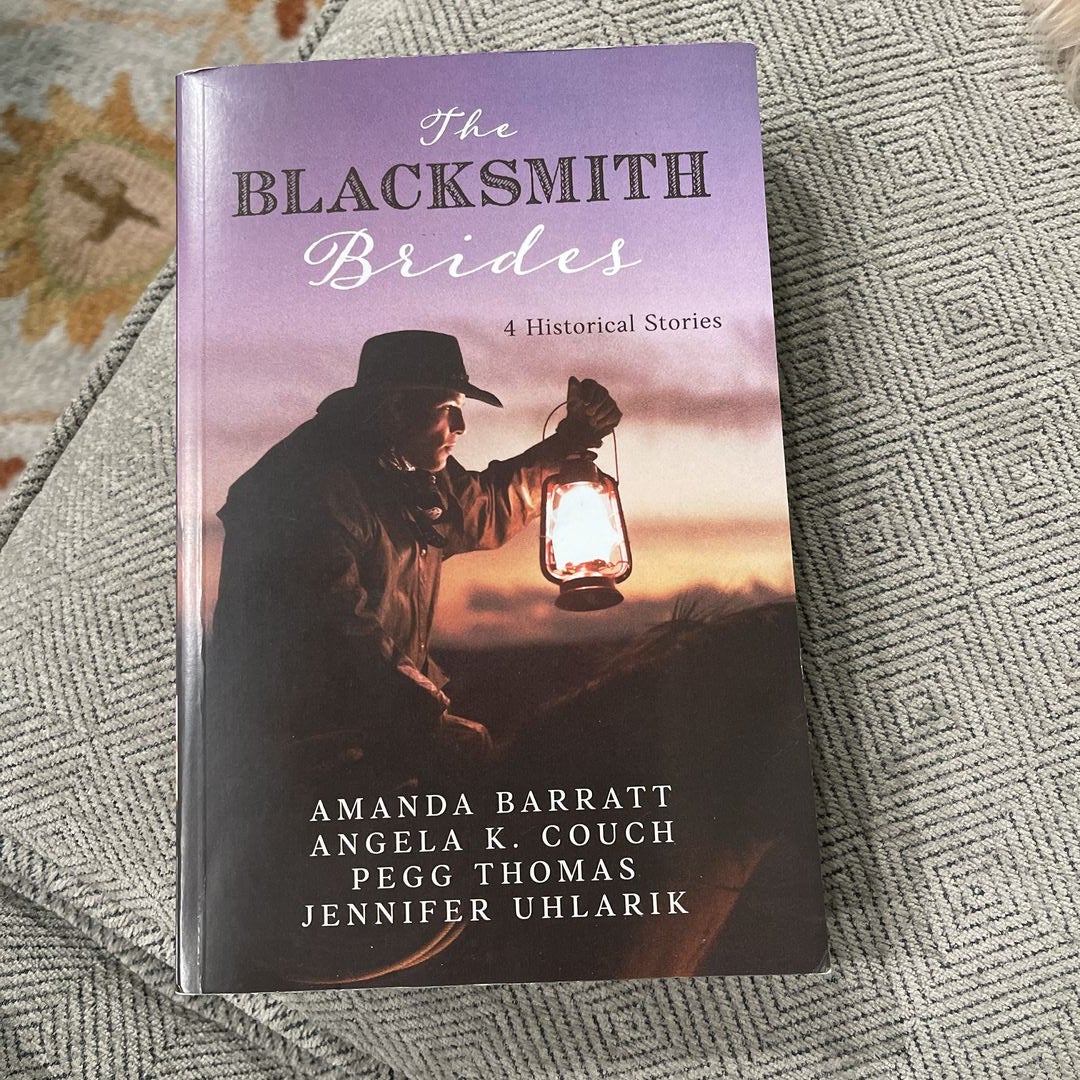 The
BLACKSMITH
Brides
4 Historical Stories
AMANDA BARRATT
ANGELA K. COUCH
PEGG THOMAS
JENNIFER UHLARIK